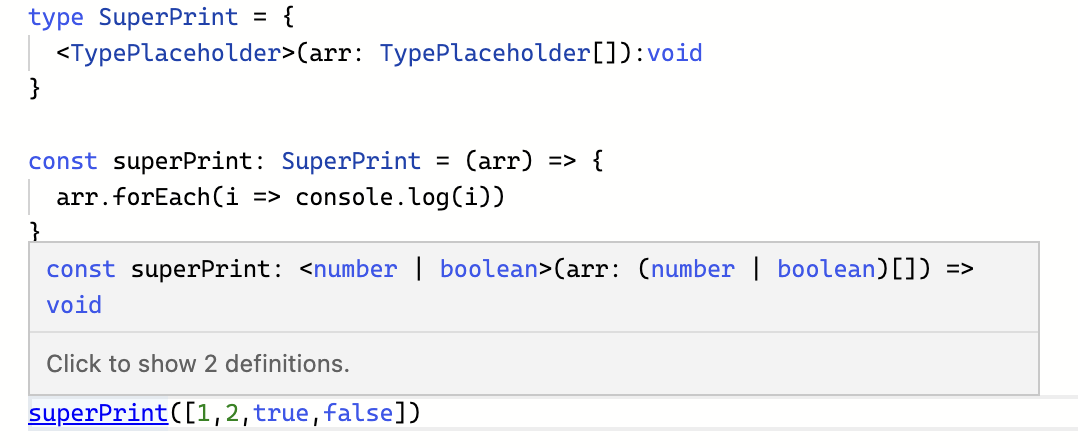 type SuperPrint = {
<TypePlaceholder>(arr: TypePlaceholder[]):void
}
const superPrint: SuperPrint = (arr) => {
arr.forEach(i => console.log(i))
}
const superPrint: <number | boolean>(arr: (number | boolean)[]) =>
void
Click to show 2 definitions.
superPrint([1,2,true,false])